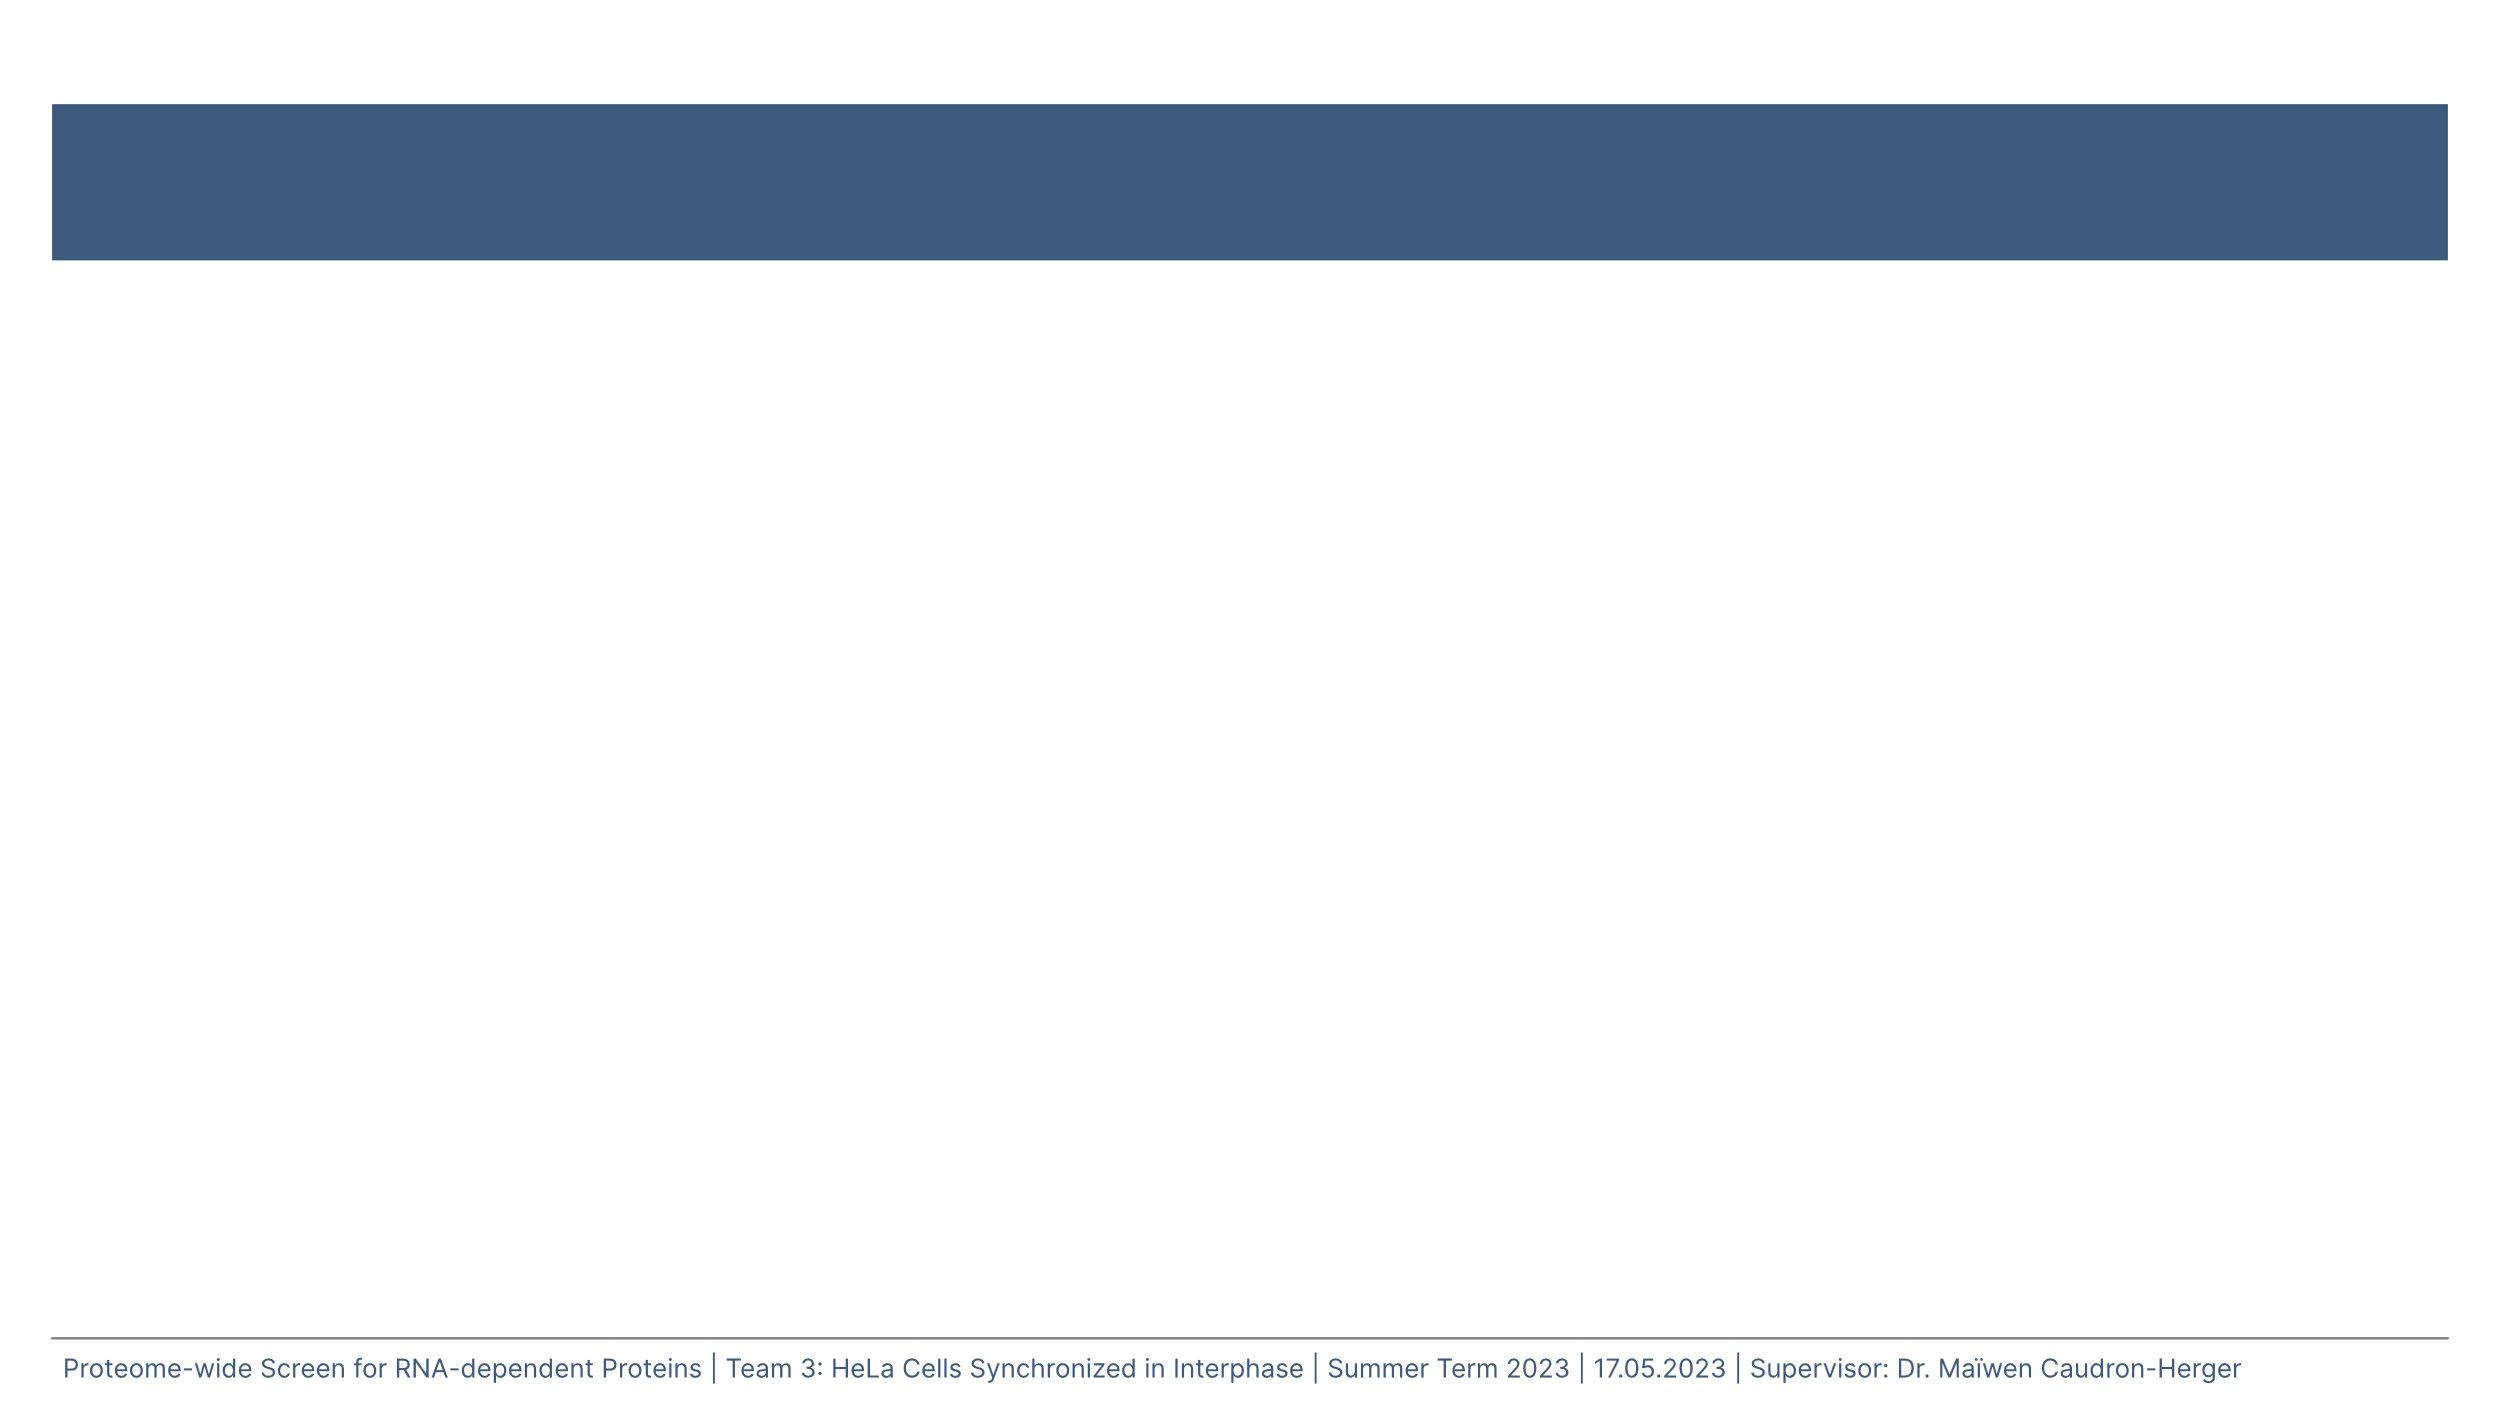 Proteome-wide Screen for RNA-dependent Proteins | Team 3: HeLa Cells Synchronized in Interphase | Summer Term 2023 | 17.05.2023 | Supervisor: Dr. Maïwen Caudron-Herger